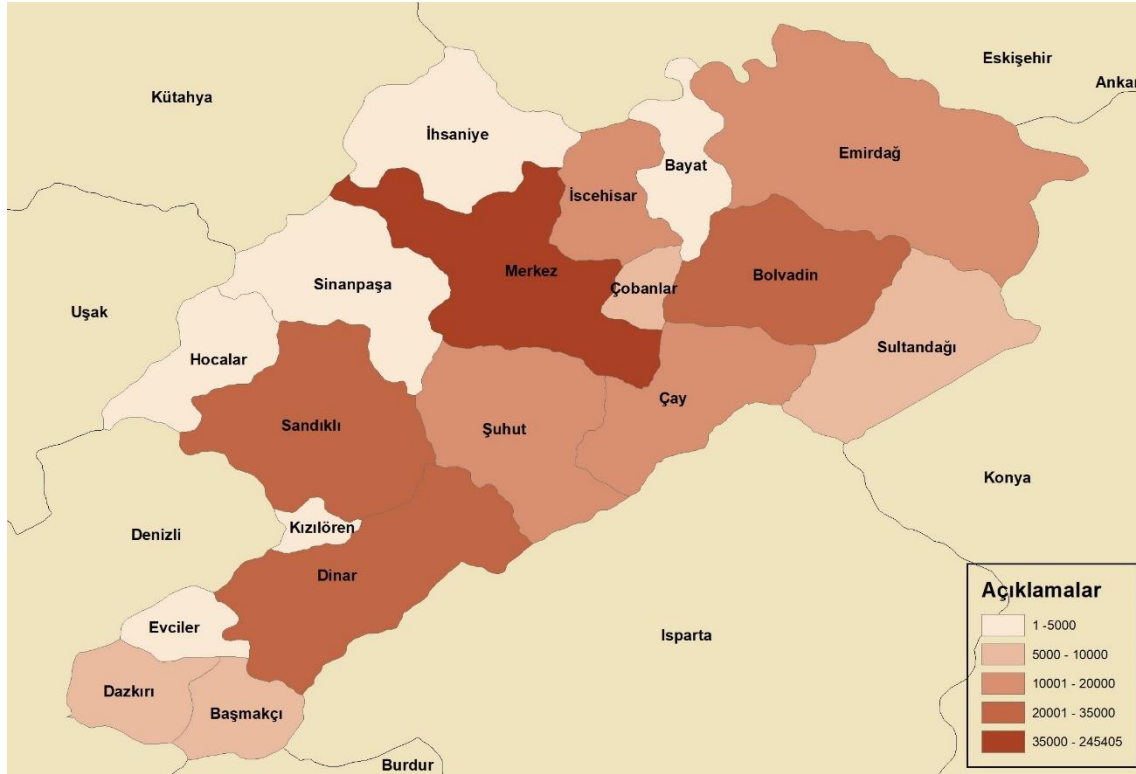 Eskişehir
Ankar
Kütahya
İhsaniye
Emirdağ
Bayat
İscehisar
Merkez
Bolvadin
Sinanpaşa
Çobanlar
Uşak
Sultandağı
Hocalar
Çay
Sandıklı
Şuhut
Konya
Kızılören
Denizli
Dinar
Açıklamalar
1 -5000
Evciler
Isparta
5000 - 10000
10001 - 20000
Dazkırı
Başmakçı
20001 - 35000
35000 - 245405
Burdur